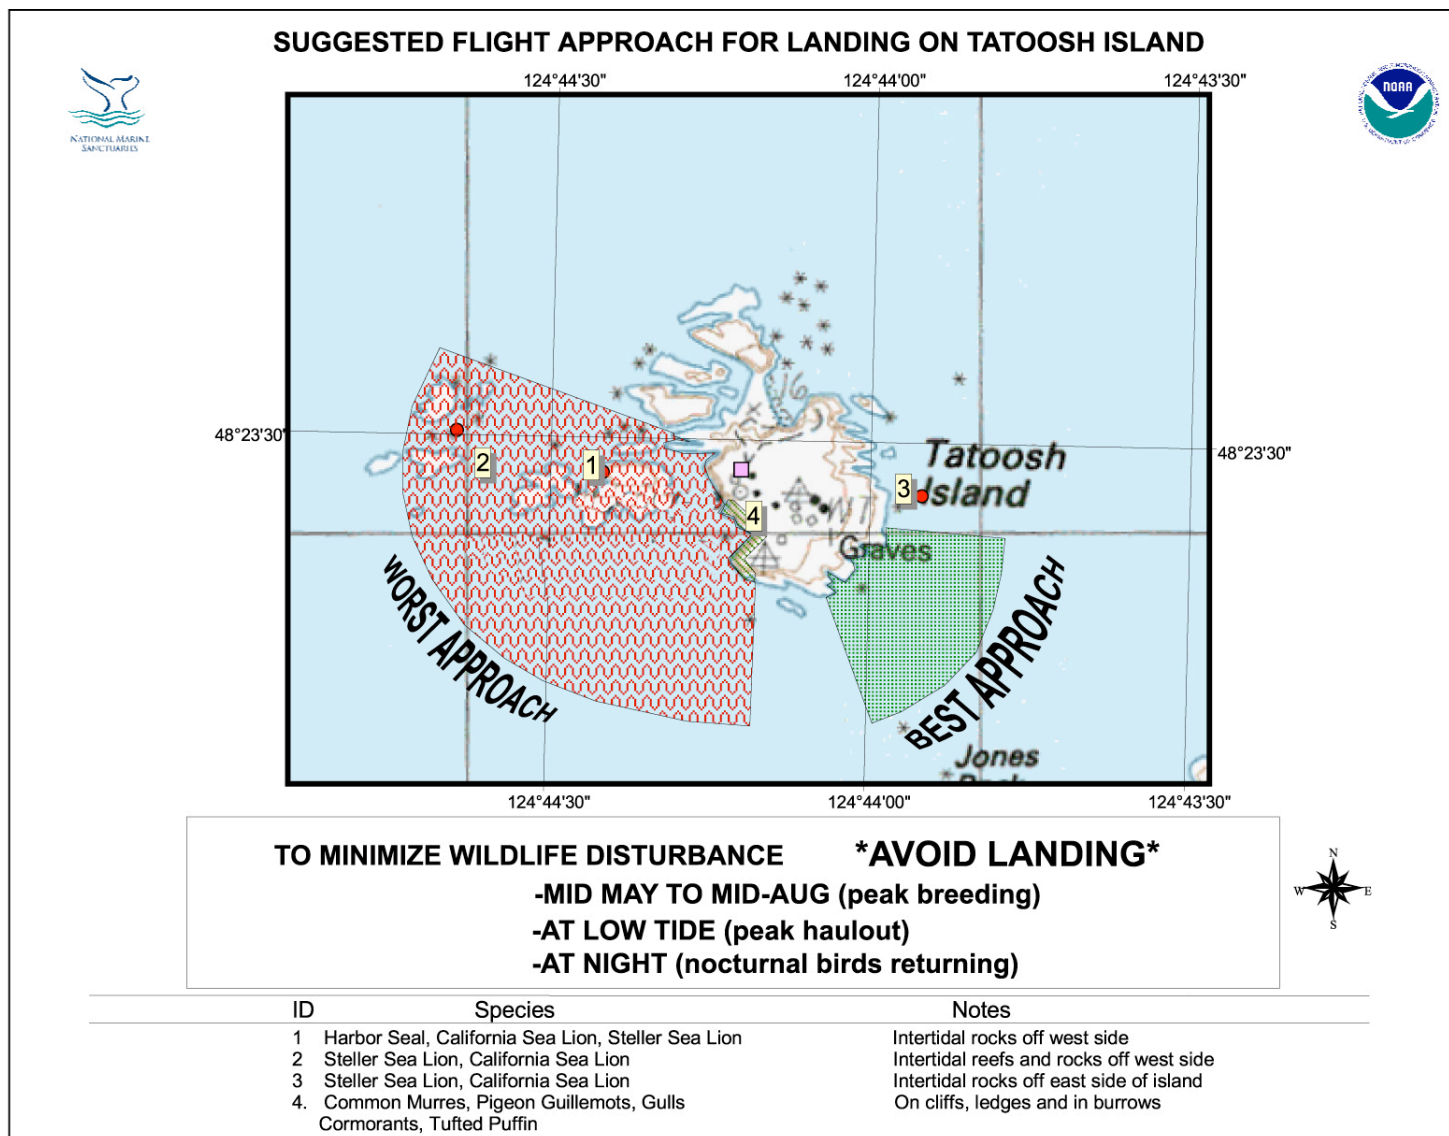 SUGGESTED FLIGHT APPROACH FOR LANDING ON TATOOSH ISLAND
NATIONAL MARINE
SANCTUARIES
NOAA
124°44'30" 124°44'00" 124°43'30"
48°23'30" 48°23'30"
16
Tatoosh
Island
2
1
3
4
WT
Graves
WORST APPROACH
BEST APPROACH
Jones
124°44'30" 124°44'00" 124°43'30"
TO MINIMIZE WILDLIFE DISTURBANCE *AVOID LANDING*
-MID MAY TO MID-AUG (peak breeding)
-AT LOW TIDE (peak haulout)
-AT NIGHT (nocturnal birds returning)
N
W E
S
ID Species Notes
1 Harbor Seal, California Sea Lion, Steller Sea Lion Intertidal rocks off west side
2 Steller Sea Lion, California Sea Lion Intertidal reefs and rocks off west side
3 Steller Sea Lion, California Sea Lion Intertidal rocks off east side of island
4. Common Murres, Pigeon Guillemots, Gulls On cliffs, ledges and in burrows
Cormorants, Tufted Puffin